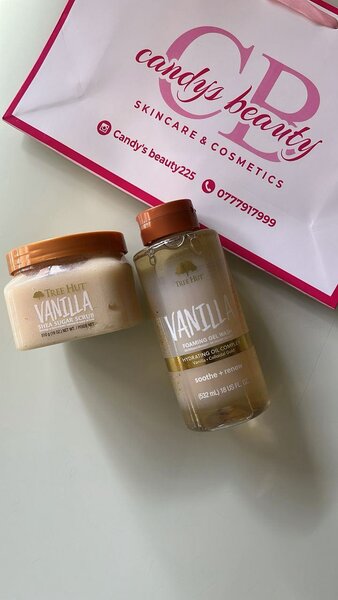 CB
candys beauty
SKINCARE & COSMETICS
Candy's beauty225
0777917999
TREE HUT
VANILLA
SHEA SUGAR SCRUB
TREE HUT
VANILLA
FOAMING GEL WASH
HYDRATING OIL COMPLEX
soothe + renew
(532 mL) 18 US FL OZ.